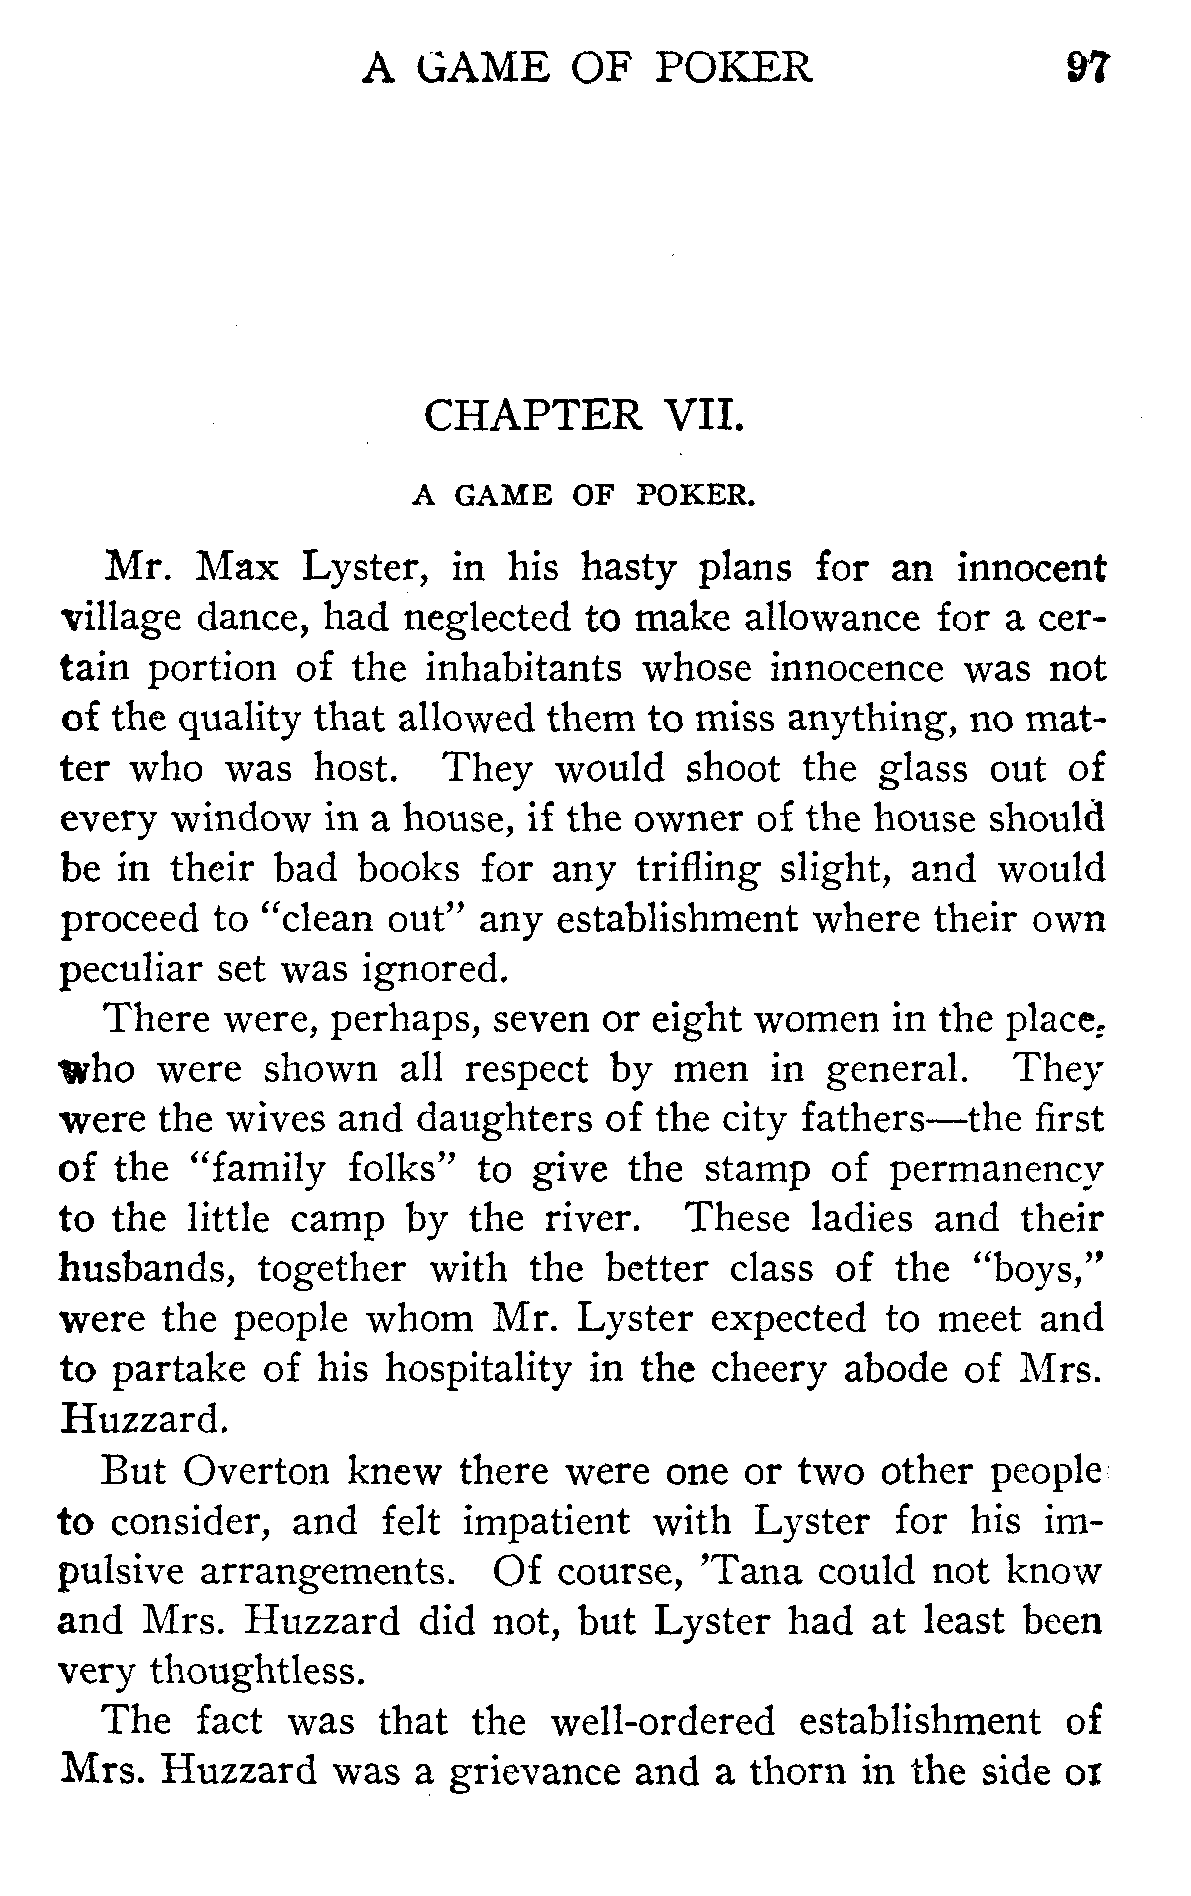 A GAME OF POKER 97
CHAPTER VII.
A GAME OF POKER.
Mr. Max Lyster, in his hasty plans for an innocent
village dance, had neglected to make allowance for a cer-
tain portion of the inhabitants whose innocence was not
of the quality that allowed them to miss anything, no mat-
ter who was host. They would shoot the glass out of
every window in a house, if the owner of the house should
be in their bad books for any trifling slight, and would
proceed to “clean out” any establishment where their own
peculiar set was ignored.
There were, perhaps, seven or eight women in the place,
who were shown all respect by men in general. They
were the wives and daughters of the city fathers—the first
of the “family folks” to give the stamp of permanency
to the little camp by the river. These ladies and their
husbands, together with the better class of the “boys,”
were the people whom Mr. Lyster expected to meet and
to partake of his hospitality in the cheery abode of Mrs.
Huzzard.
But Overton knew there were one or two other people
to consider, and felt impatient with Lyster for his im-
pulsive arrangements. Of course, ’Tana could not know
and Mrs. Huzzard did not, but Lyster had at least been
very thoughtless.
The fact was that the well-ordered establishment of
Mrs. Huzzard was a grievance and a thorn in the side of